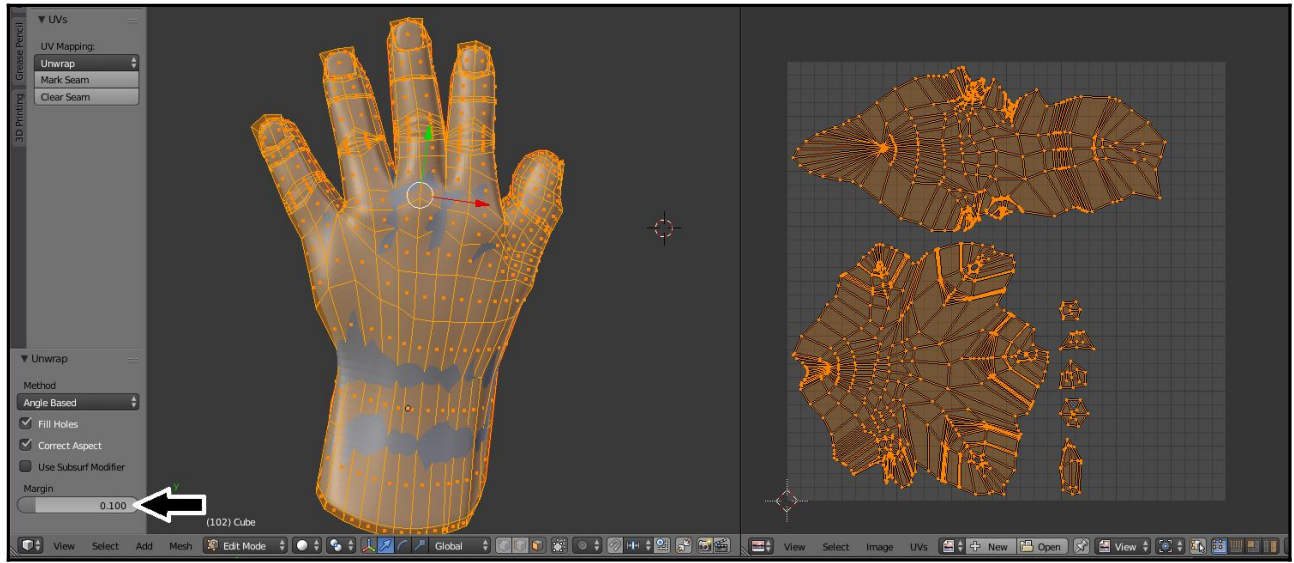 Grease Pencil
3D Printing
▼ UVs
UV Mapping:
Unwrap
Mark Seam
Clear Seam
▼ Unwrap
Method
Angle Based
Fill Holes
Correct Aspect
Use Subsurf Modifier
Margin
0.100
y
(102) Cube
View Select Add Mesh Edit Mode Global
View Select Image UVs New Open View